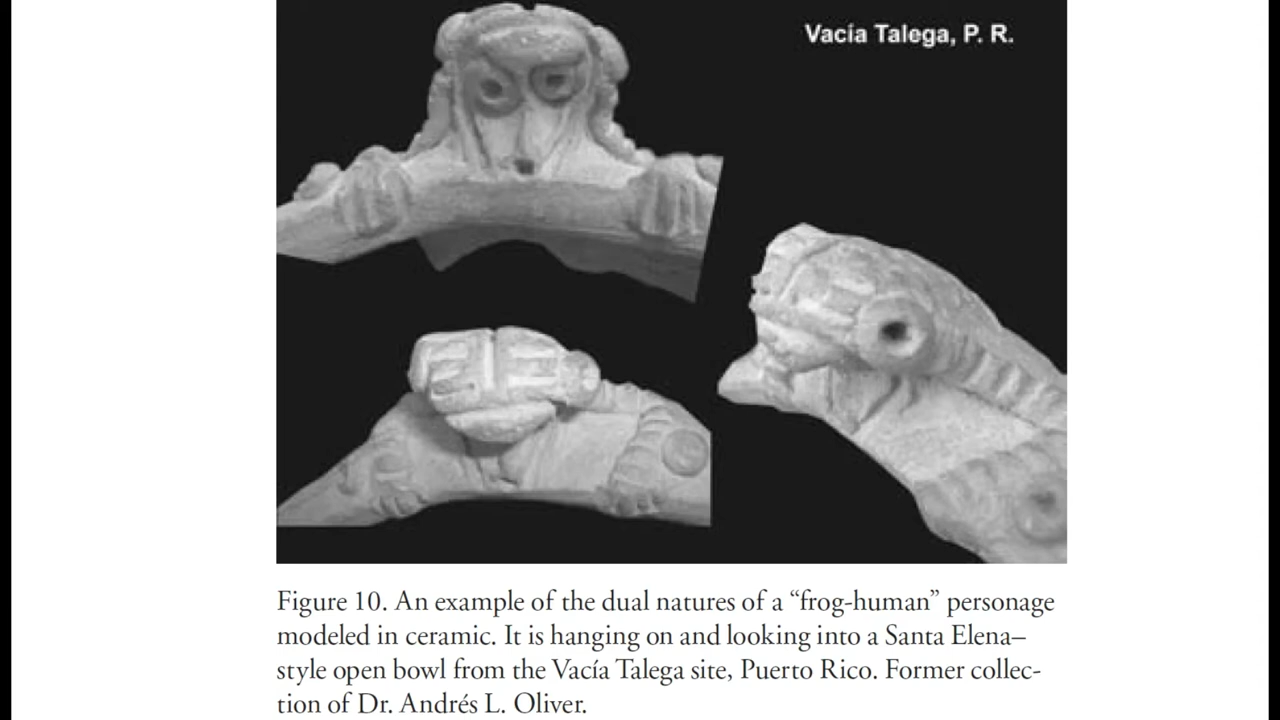 Vacía Talega, P. R.
Figure 10. An example of the dual natures of a “frog-human” personage
modeled in ceramic. It is hanging on and looking into a Santa Elena–
style open bowl from the Vacía Talega site, Puerto Rico. Former collec-
tion of Dr. Andrés L. Oliver.